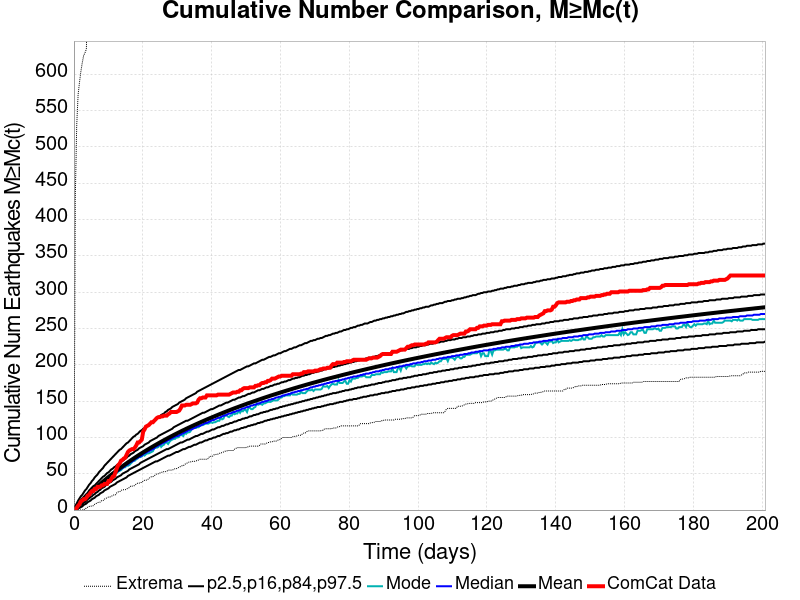 Cumulative Number Comparison, M≥Mc(t)
Cumulative Num Earthquakes M≥Mc(t)
600
550
500
450
400
350
300
250
200
150
100
50
0
0 20 40 60 80 100 120 140 160 180 200
Time (days)
Extrema p2.5,p16,p84,p97.5 Mode Median Mean ComCat Data